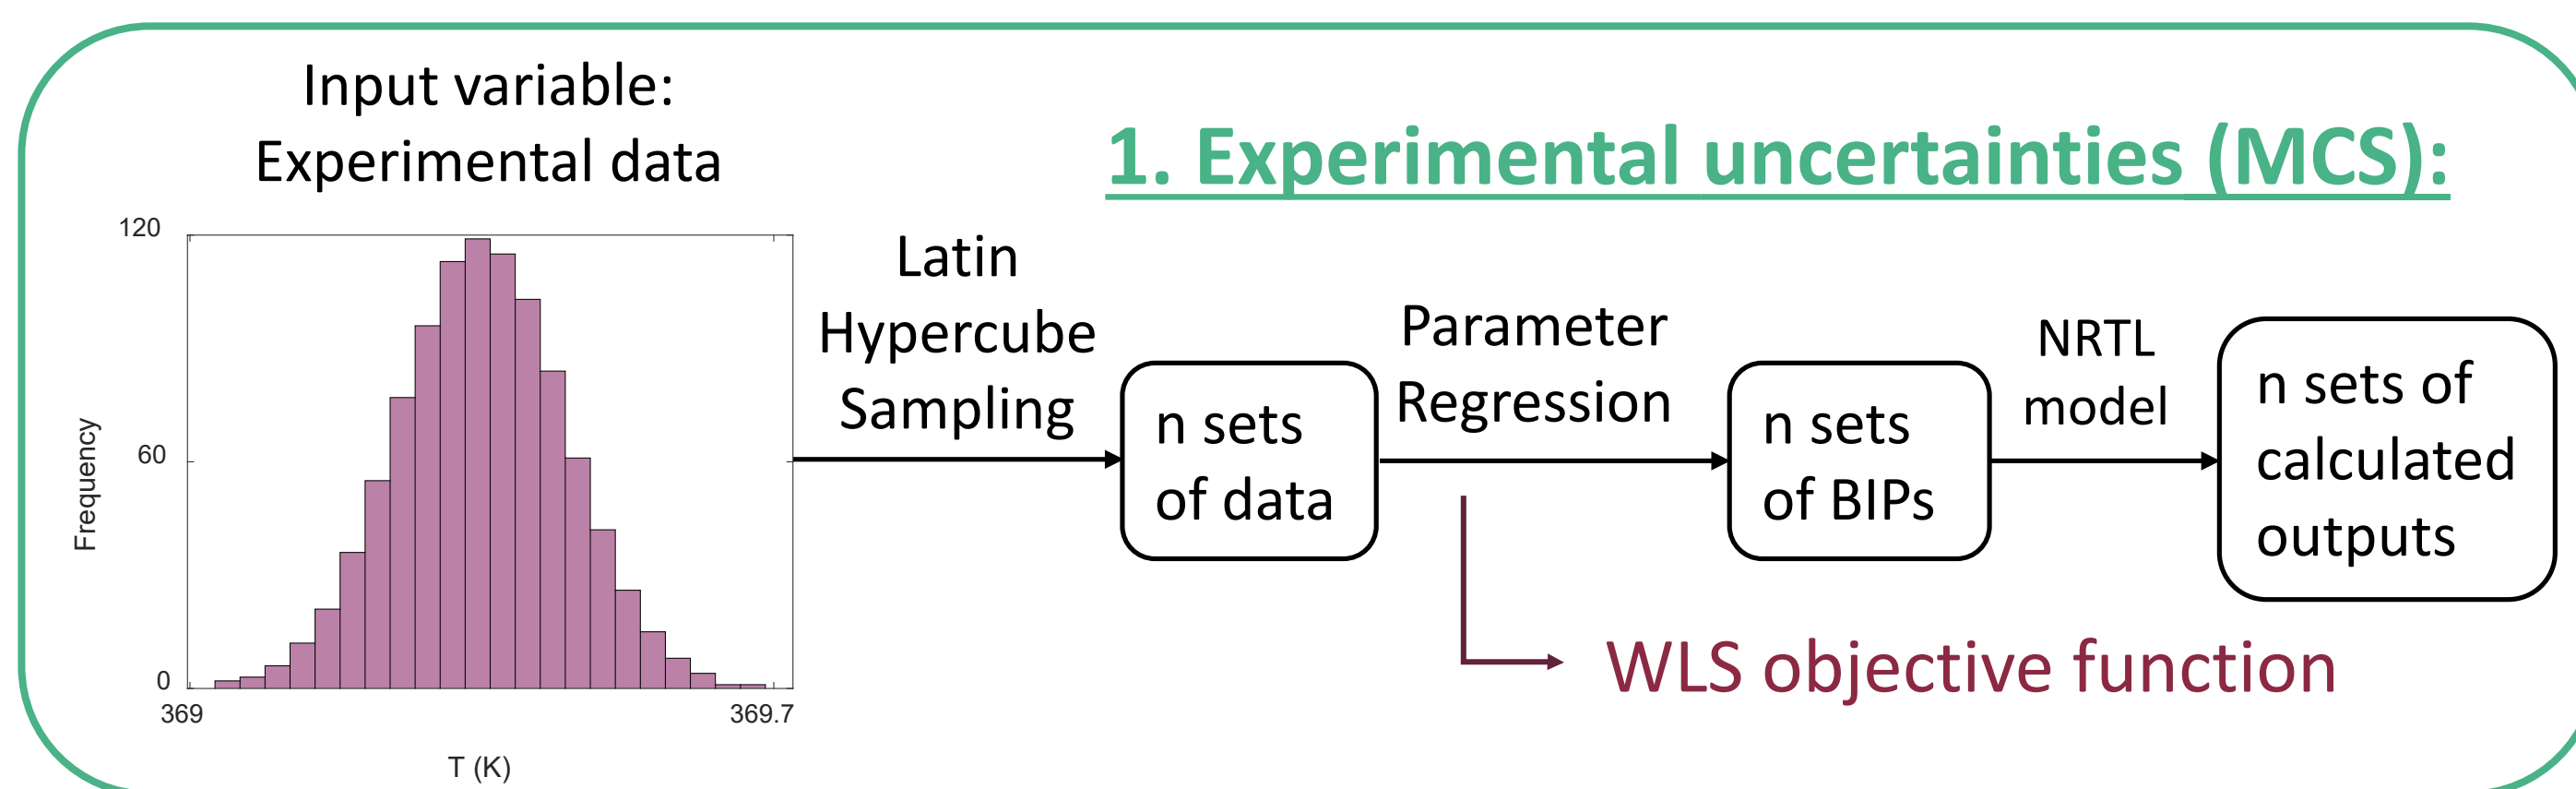 Input variable:
Experimental data
1. Experimental uncertainties (MCS):
120
60
0
Frequency
369
369.7
T (K)
Latin
Hypercube
Sampling
n sets
of data
Parameter
Regression
n sets
of BIPs
NRTL
model
n sets of
calculated
outputs
WLS objective function